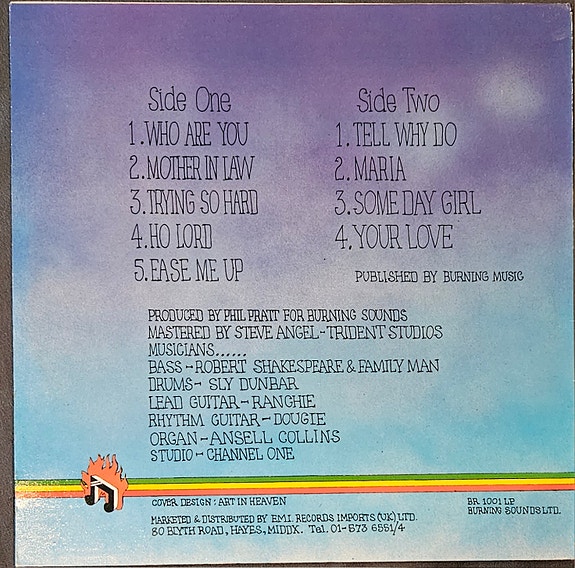 Side One
1. WHO ARE YOU
2. MOTHER IN LAW
3. TRYING SO HARD
4. HO LORD
5. EASE ME UP
Side Two
1. TELL WHY DO
2. MARIA
3. SOME DAY GIRL
4. YOUR LOVE
PUBLISHED BY BURNING MUSIC
PRODUCED BY PHIL PRATT FOR BURNING SOUNDS
MASTERED BY STEVE ANGEL-TRIDENT STUDIOS
MUSICIANS......
BASS - ROBERT SHAKESPEARE & FAMILY MAN
DRUMS - SLY DUNBAR
LEAD GUITAR - RANGHIE
RHYTHM GUITAR - DOUGIE
ORGAN - ANSELL COLLINS
STUDIO - CHANNEL ONE
COVER DESIGN : ART IN HEAVEN
MARKETED & DISTRIBUTED BY E.M.I. RECORDS IMPORTS (UK) LTD.
80 BLYTH ROAD, HAYES, MIDDX. Tel. 01-573 6551/4
BR 1001 LP
BURNING SOUNDS LTD.